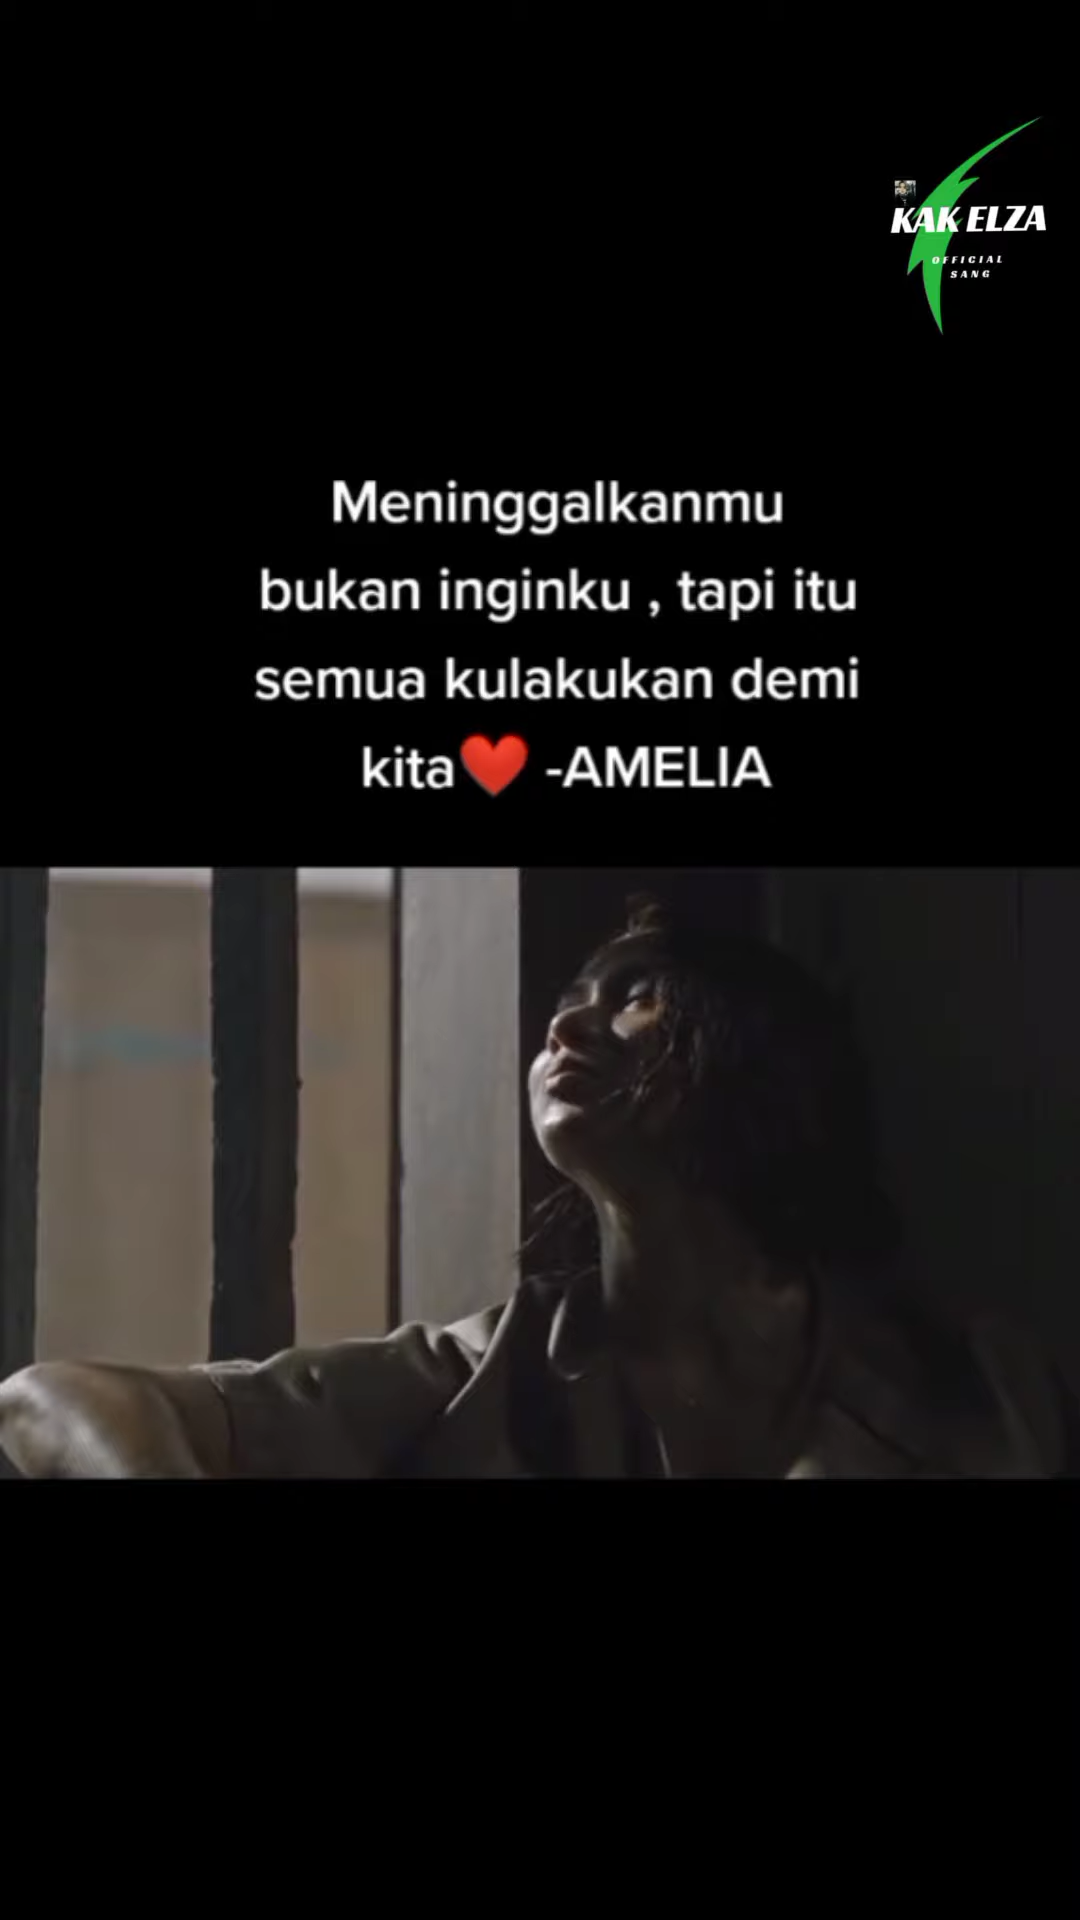 KAK ELZA
OFFICIAL
SANG
Meninggalkanmu
bukan inginku , tapi itu
semua kulakukan demi
kita❤️ -AMELIA